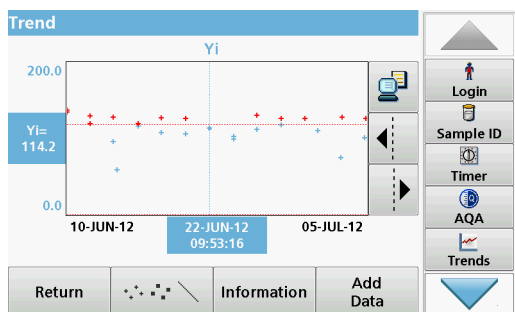 Trend
Yi
200.0
Yi=
114.2
0.0
10-JUN-12
22-JUN-12
09:53:16
05-JUL-12
Return
Information
Add
Data
Login
Sample ID
Timer
AQA
Trends